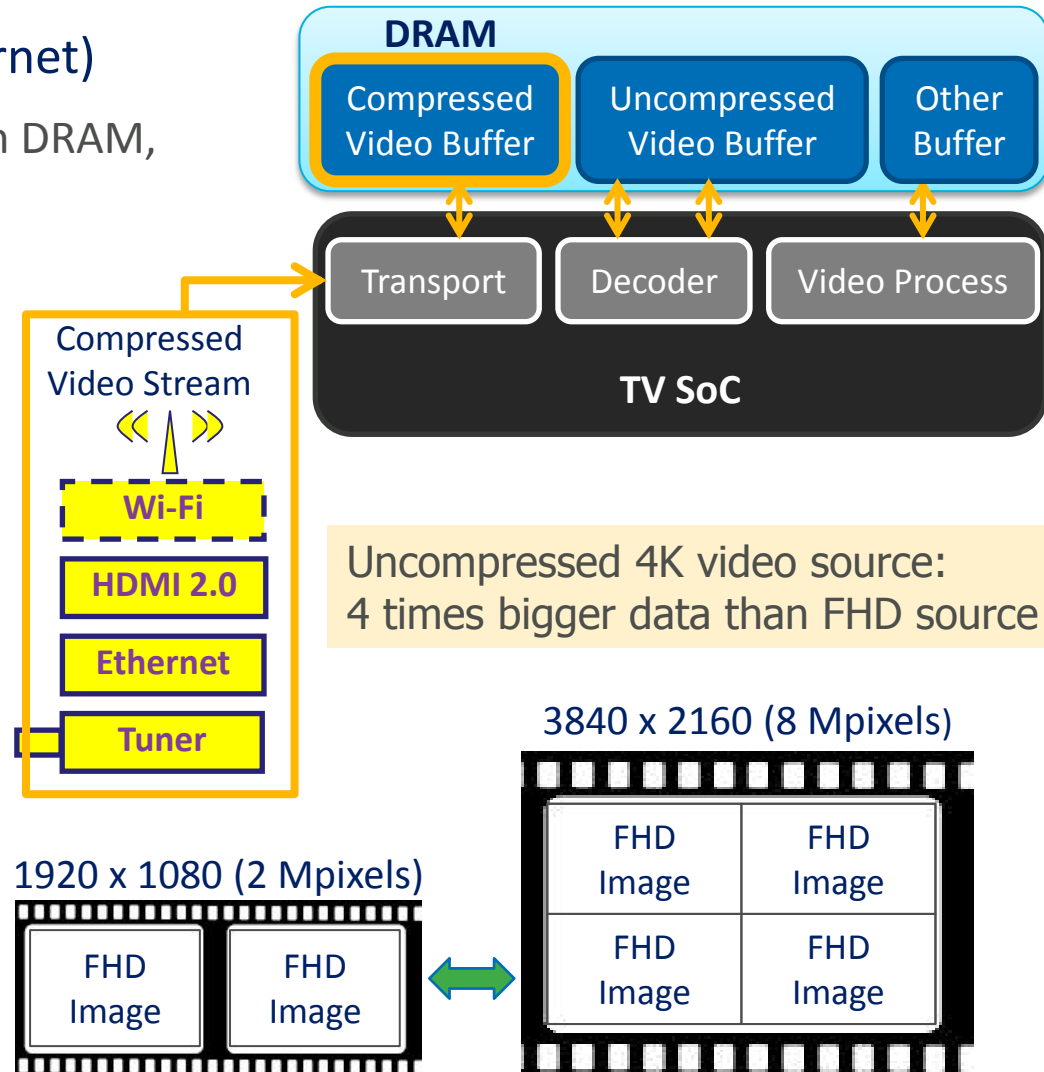 rnet)
DRAM,
DRAM
Compressed
Video Buffer
Uncompressed
Video Buffer
Other
Buffer
Transport
Decoder
Video Process
TV SoC
Compressed
Video Stream
Wi-Fi
HDMI 2.0
Ethernet
Tuner
Uncompressed 4K video source:
4 times bigger data than FHD source
3840 x 2160 (8 Mpixels)
FHD
Image
FHD
Image
FHD
Image
FHD
Image
1920 x 1080 (2 Mpixels)
FHD
Image
FHD
Image